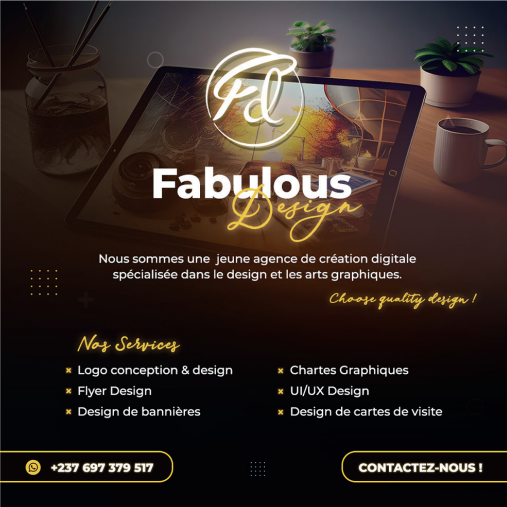 Fd
Fabulous
Design
Nous sommes une jeune agence de création digitale
spécialisée dans le design et les arts graphiques.
Choose quality design !
Nos Services
Logo conception & design
Flyer Design
Design de bannières
Chartes Graphiques
UI/UX Design
Design de cartes de visite
+237 697 379 517
CONTACTEZ-NOUS !